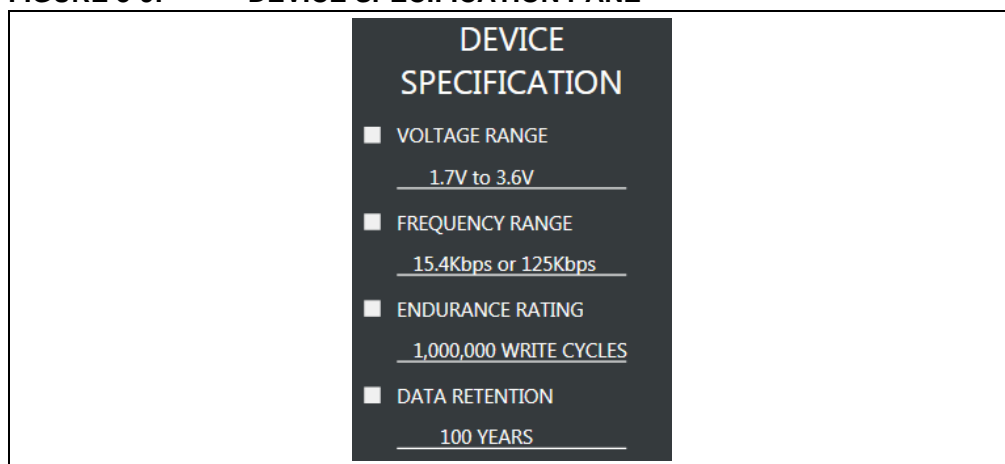 DEVICE
SPECIFICATION
VOLTAGE RANGE
1.7V to 3.6V
FREQUENCY RANGE
15.4Kbps or 125Kbps
ENDURANCE RATING
1,000,000 WRITE CYCLES
DATA RETENTION
100 YEARS